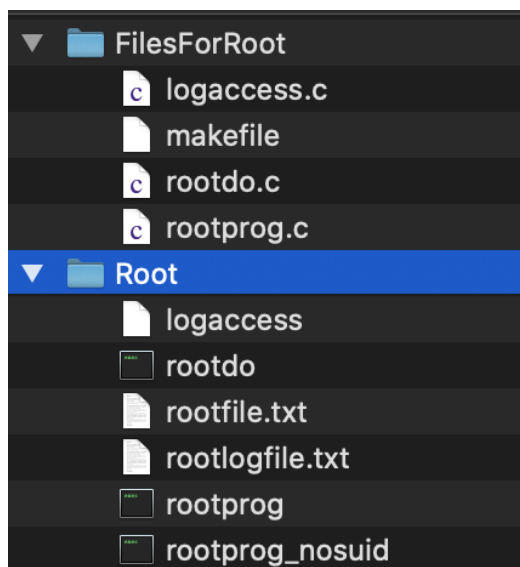 FilesForRoot
logaccess.c
makefile
rootdo.c
rootprog.c
Root
logaccess
rootdo
rootfile.txt
rootlogfile.txt
rootprog
rootprog_nosuid